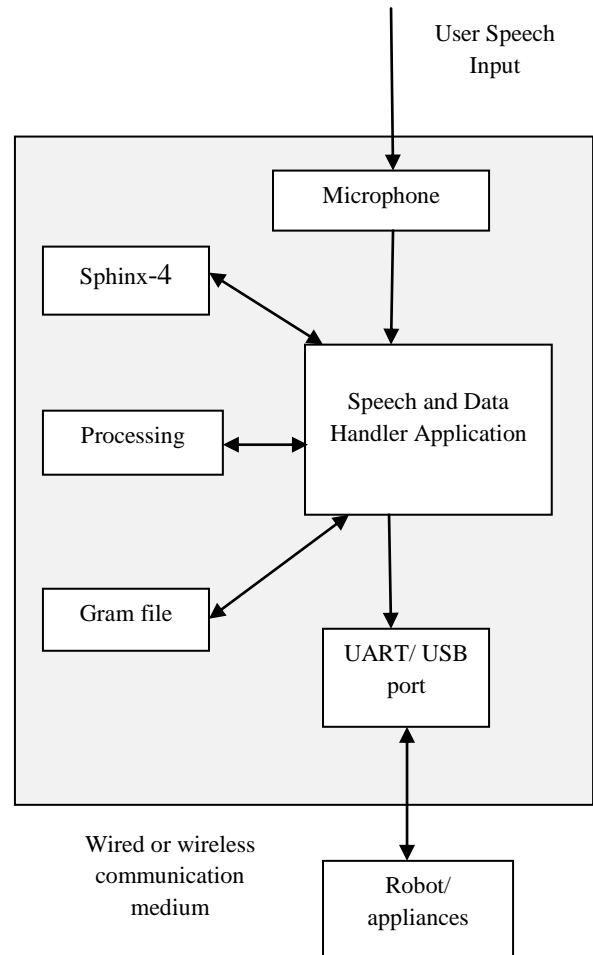 User Speech
Input
Microphone
Sphinx-4
Speech and Data
Handler Application
Processing
Gram file
UART/ USB
port
Wired or wireless
communication
medium
Robot/
appliances